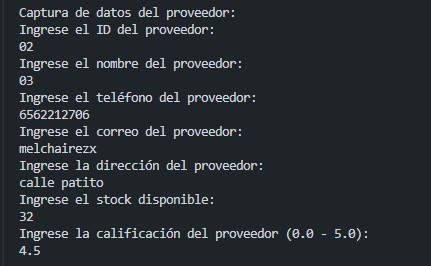 Captura de datos del proveedor:
Ingrese el ID del proveedor:
02
Ingrese el nombre del proveedor:
03
Ingrese el teléfono del proveedor:
6562212706
Ingrese el correo del proveedor:
melchairezx
Ingrese la dirección del proveedor:
calle patito
Ingrese el stock disponible:
32
Ingrese la calificación del proveedor (0.0 - 5.0):
4.5